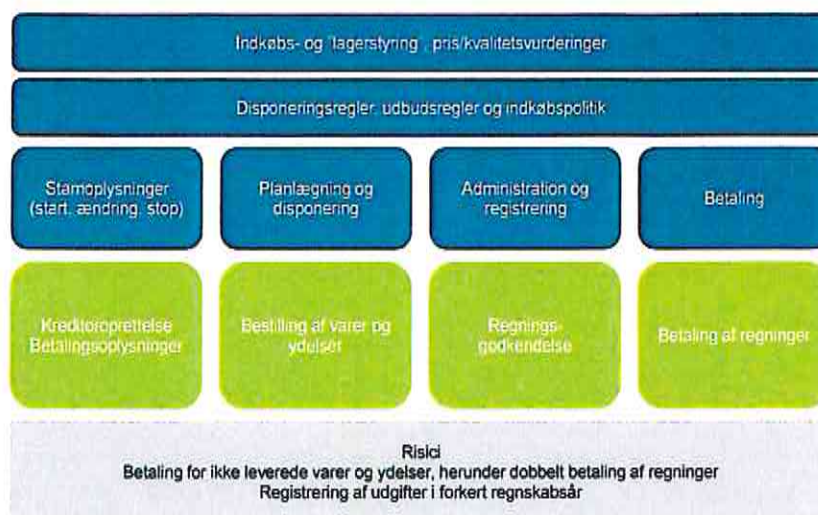 Indkøbs- og 'lagerstyring', pris/kvalitetsvurderinger
Disponeringsregler, udbudsregler og indkøbspolitik
Stamoplysninger
(start, ændring, stop)
Planlægning og
disponering
Administration og
registrering
Betaling
Kreditoroprettelse
Betalingsoplysninger
Bestilling af varer og
ydelser
Regnings-
godkendelse
Betaling af regninger
Risici
Betaling for ikke leverede varer og ydelser, herunder dobbelt betaling af regninger
Registrering af udgifter i forkert regnskabsår